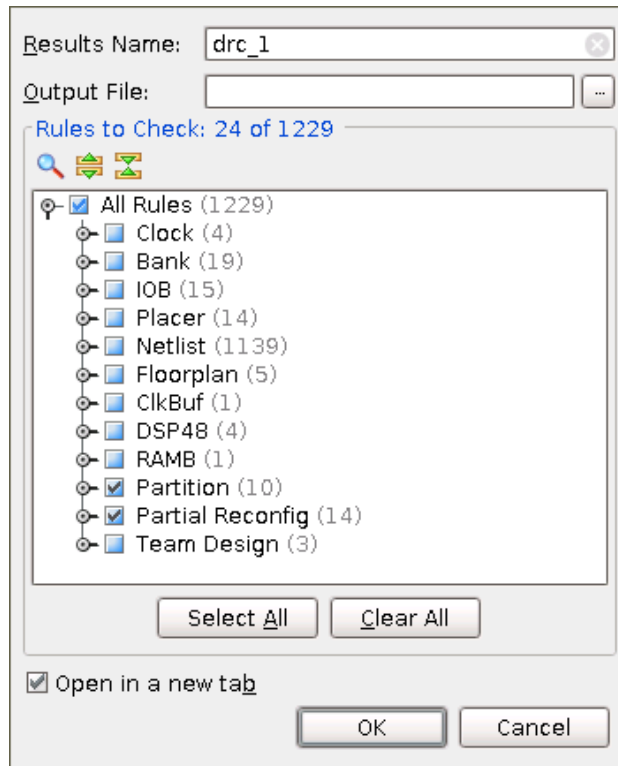 Results Name: drc_1
Output File: ...
Rules to Check: 24 of 1229
All Rules (1229)
Clock (4)
Bank (19)
IOB (15)
Placer (14)
Netlist (1139)
Floorplan (5)
ClkBuf (1)
DSP48 (4)
RAMB (1)
Partition (10)
Partial Reconfig (14)
Team Design (3)
Select All Clear All
Open in a new tab
OK Cancel